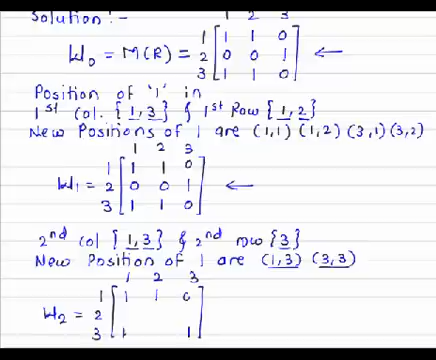 Solution:-
1 2 3
W₀ = M(R) = 1 [1 1 0]
2 [0 0 1] ←
3 [1 1 0]
Position of '1' in
1st Col. {1,3} & 1st Row {1,2}
New Positions of 1 are (1,1) (1,2) (3,1) (3,2)
1 2 3
1 [1 1 0]
W₁ = 2 [0 0 1] ←
3 [1 1 0]
2nd col {1,3} & 2nd row {3}
New Position of 1 are (1,3) (3,3)
1 2 3
1 [1 1 0]
W₂ = 2
3 [1 1]